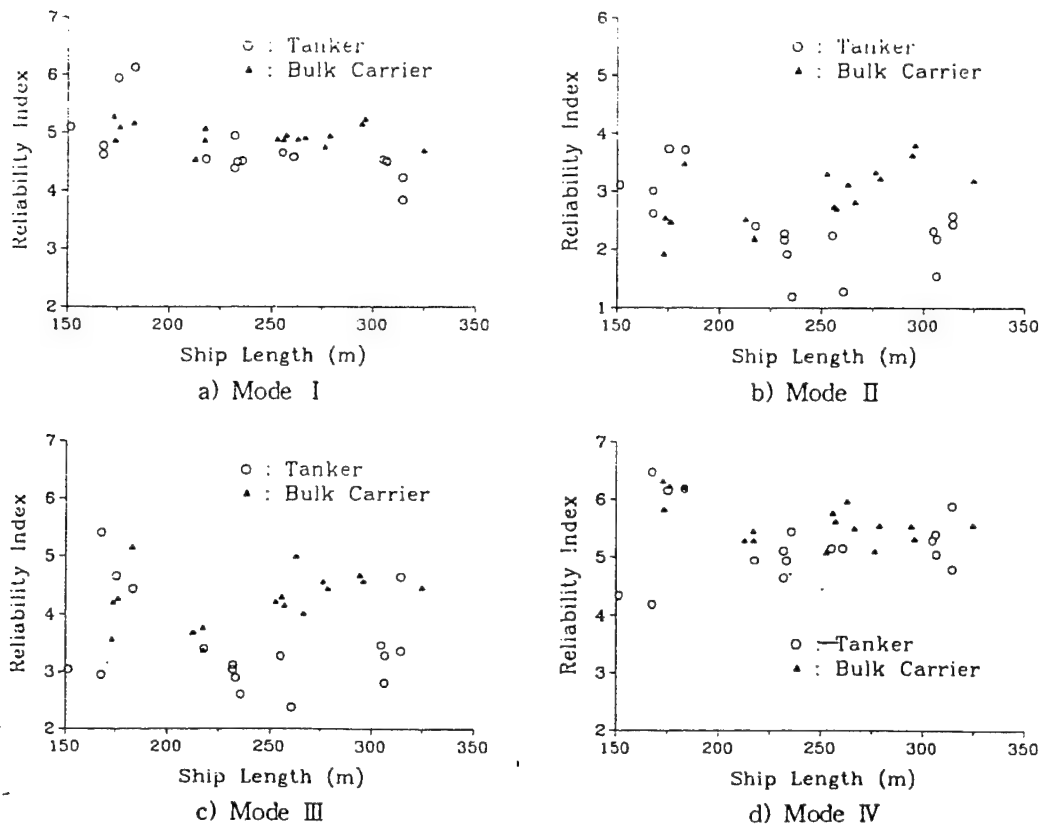 7
6
5
4
3
2
Reliability Index
○ : Tanker
▲ : Bulk Carrier
150 200 250 300 350
Ship Length (m)
a) Mode I
6
5
4
3
2
1
Reliability Index
○ : Tanker
▲ : Bulk Carrier
150 200 250 300 350
Ship Length (m)
b) Mode II
7
6
5
4
3
2
Reliability Index
○ : Tanker
▲ : Bulk Carrier
150 200 250 300 350
Ship Length (m)
c) Mode III
7
6
5
4
3
2
Reliability Index
○ : Tanker
▲ : Bulk Carrier
150 200 250 300 350
Ship Length (m)
d) Mode IV